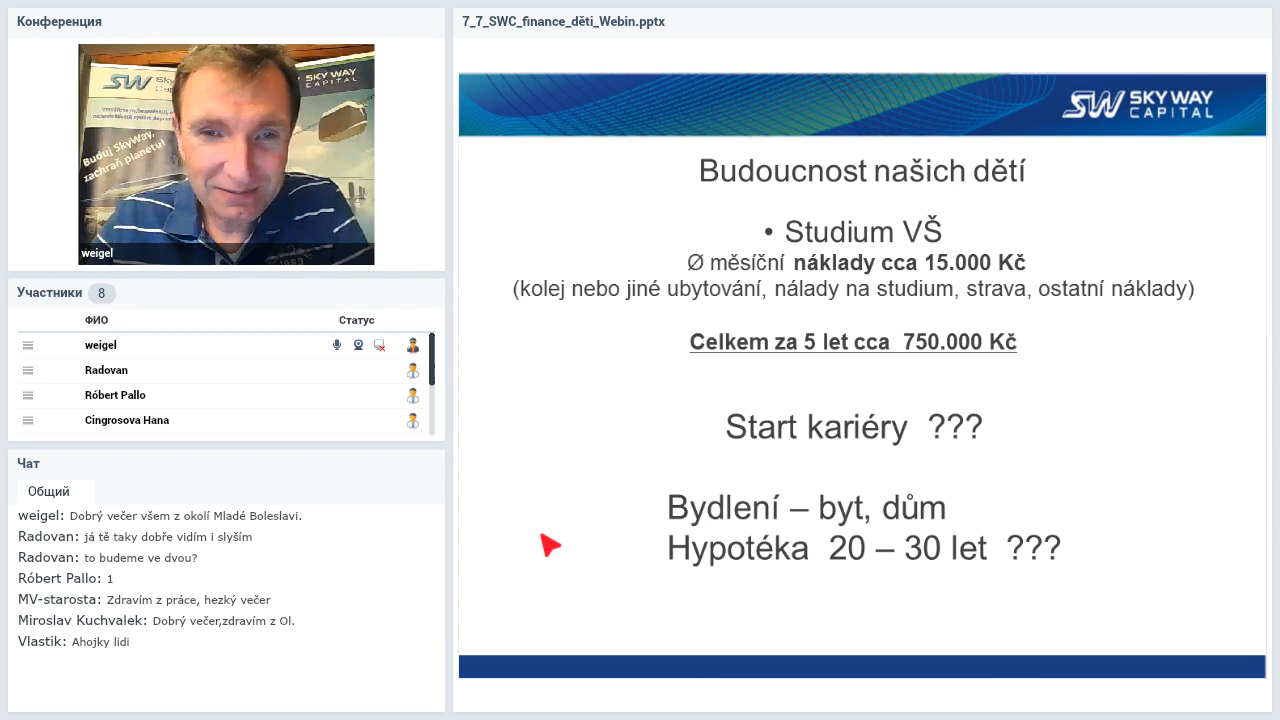 Конференция
SW SKY WAY
CAPITAL
Buduj SkyWay,
zachraň planetu!
weigel
Участники 8
ФИО Статус
weigel
Radovan
Róbert Pallo
Cingrosova Hana
Чат
Общий
weigel: Dobrý večer všem z okolí Mladé Boleslavi.
Radovan: já tě taky dobře vidím i slyším
Radovan: to budeme ve dvou?
Róbert Pallo: 1
MV-starosta: Zdravím z práce, hezký večer
Miroslav Kuchvalek: Dobrý večer,zdravím z Ol.
Vlastik: Ahojky lidi
7_7_SWC_finance_děti_Webin.pptx
SW SKY WAY
CAPITAL
Budoucnost našich dětí
• Studium VŠ
Ø měsíční náklady cca 15.000 Kč
(kolej nebo jiné ubytování, nálady na studium, strava, ostatní náklady)
Celkem za 5 let cca 750.000 Kč
Start kariéry ???
Bydlení – byt, dům
Hypotéka 20 – 30 let ???